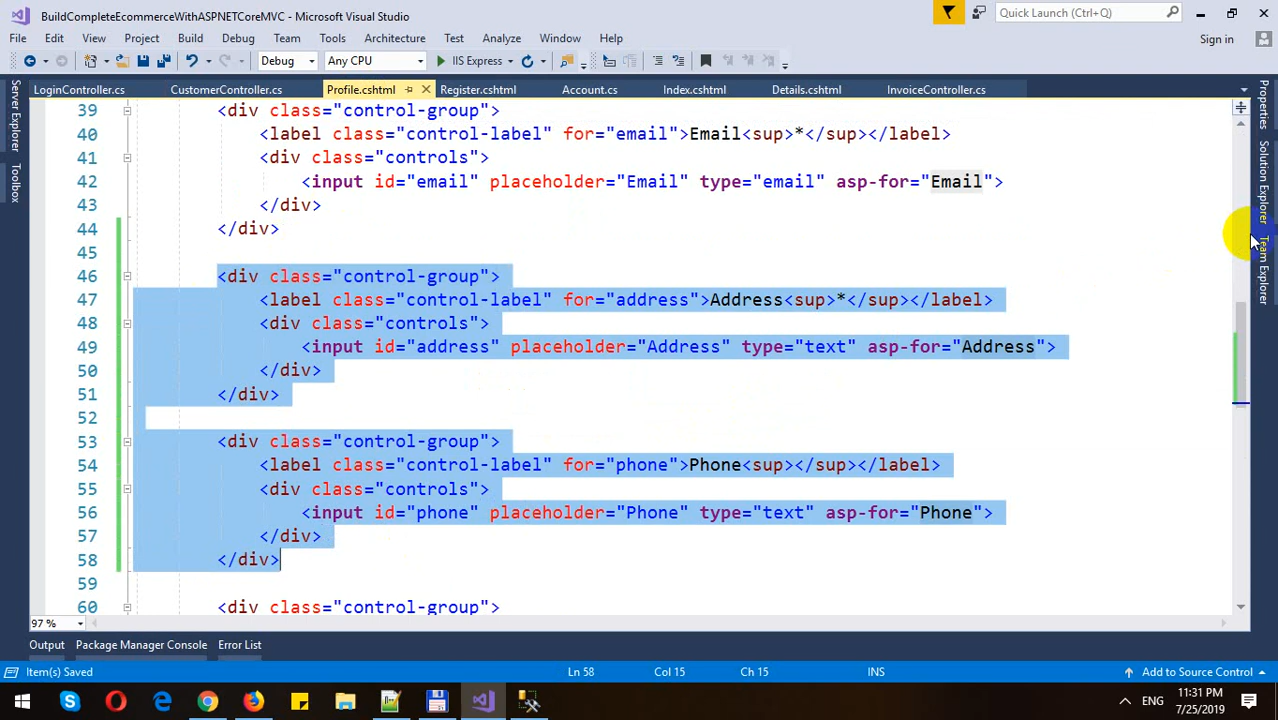 BuildCompleteEcommerceWithASPNETCoreMVC - Microsoft Visual Studio
Quick Launch (Ctrl+Q)
File Edit View Project Build Debug Team Tools Architecture Test Analyze Window Help
Sign in
Debug Any CPU IIS Express
LoginController.cs CustomerController.cs Profile.cshtml Register.cshtml Account.cs Index.cshtml Details.cshtml InvoiceController.cs
Server Explorer
Toolbox
Properties
Solution Explorer
Team Explorer
39 <div class="control-group">
40 <label class="control-label" for="email">Email<sup>*</sup></label>
41 <div class="controls">
42 <input id="email" placeholder="Email" type="email" asp-for="Email">
43 </div>
44 </div>
45
46 <div class="control-group">
47 <label class="control-label" for="address">Address<sup>*</sup></label>
48 <div class="controls">
49 <input id="address" placeholder="Address" type="text" asp-for="Address">
50 </div>
51 </div>
52
53 <div class="control-group">
54 <label class="control-label" for="phone">Phone<sup></sup></label>
55 <div class="controls">
56 <input id="phone" placeholder="Phone" type="text" asp-for="Phone">
57 </div>
58 </div>
59
60 <div class="control-group">
97 %
Output Package Manager Console Error List
Item(s) Saved Ln 58 Col 15 Ch 15 INS Add to Source Control
ENG
11:31 PM
7/25/2019